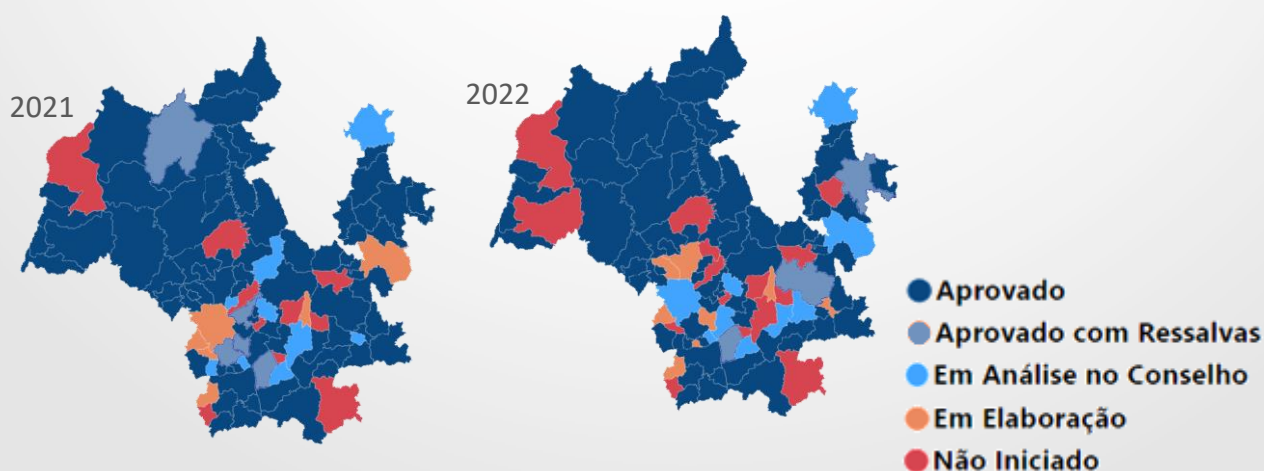 2021
2022
Aprovado
Aprovado com Ressalvas
Em Análise no Conselho
Em Elaboração
Não Iniciado